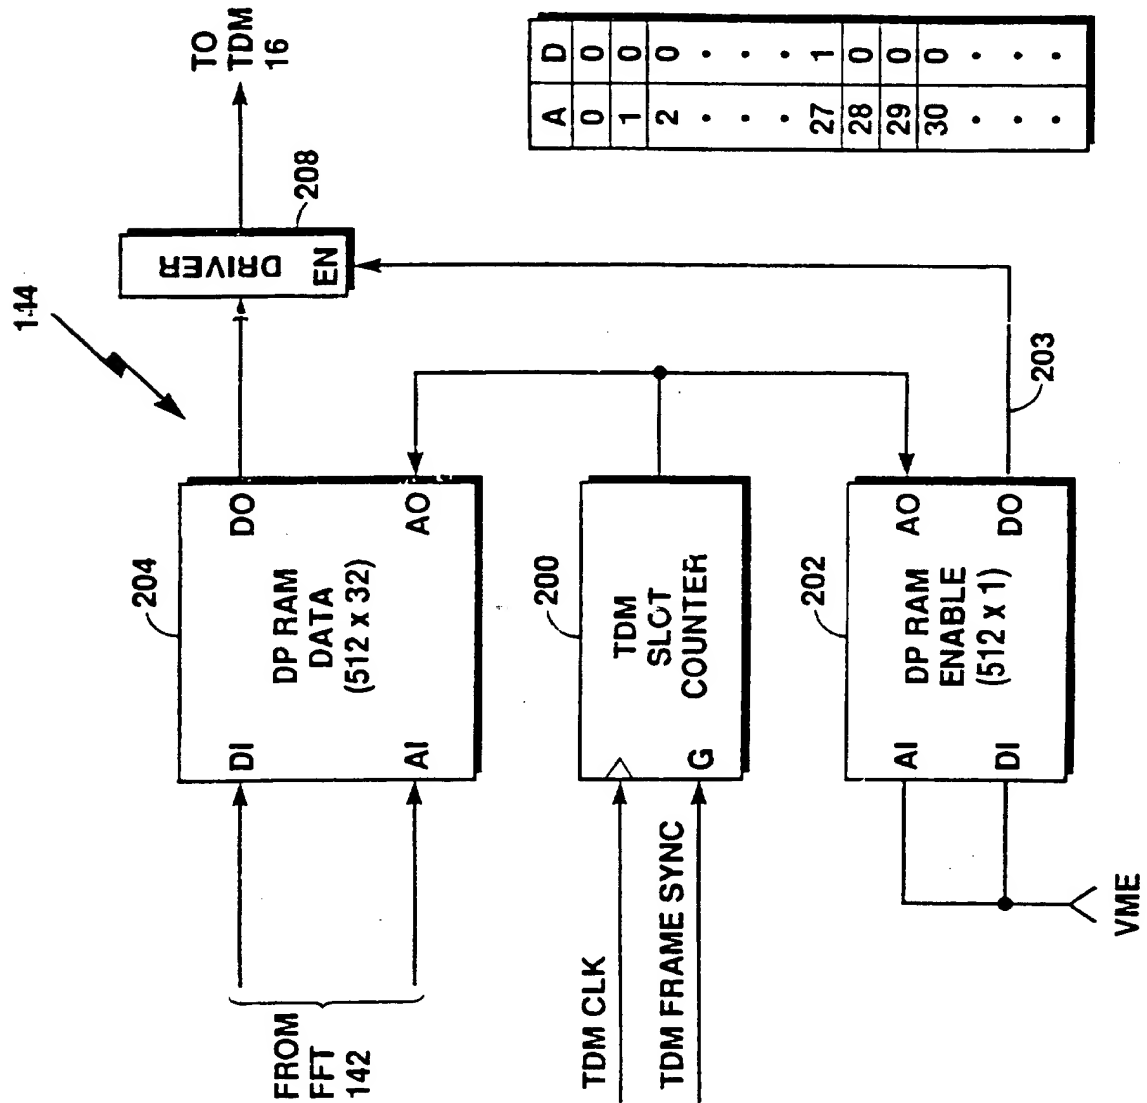 144
TO
TDM
16
208
DRIVER
EN
204
DI
DO
DP RAM
DATA
(512 x 32)
AI
AO
FROM
FFT
142
200
TDM
SLOT
COUNTER
G
TDM CLK
TDM FRAME SYNC
202
AI
AO
DP RAM
ENABLE
(512 x 1)
DI
DO
203
VME
A D
0 0
1 0
2 0
• •
• •
• •
27 1
28 0
29 0
30 0
• •
• •
• •